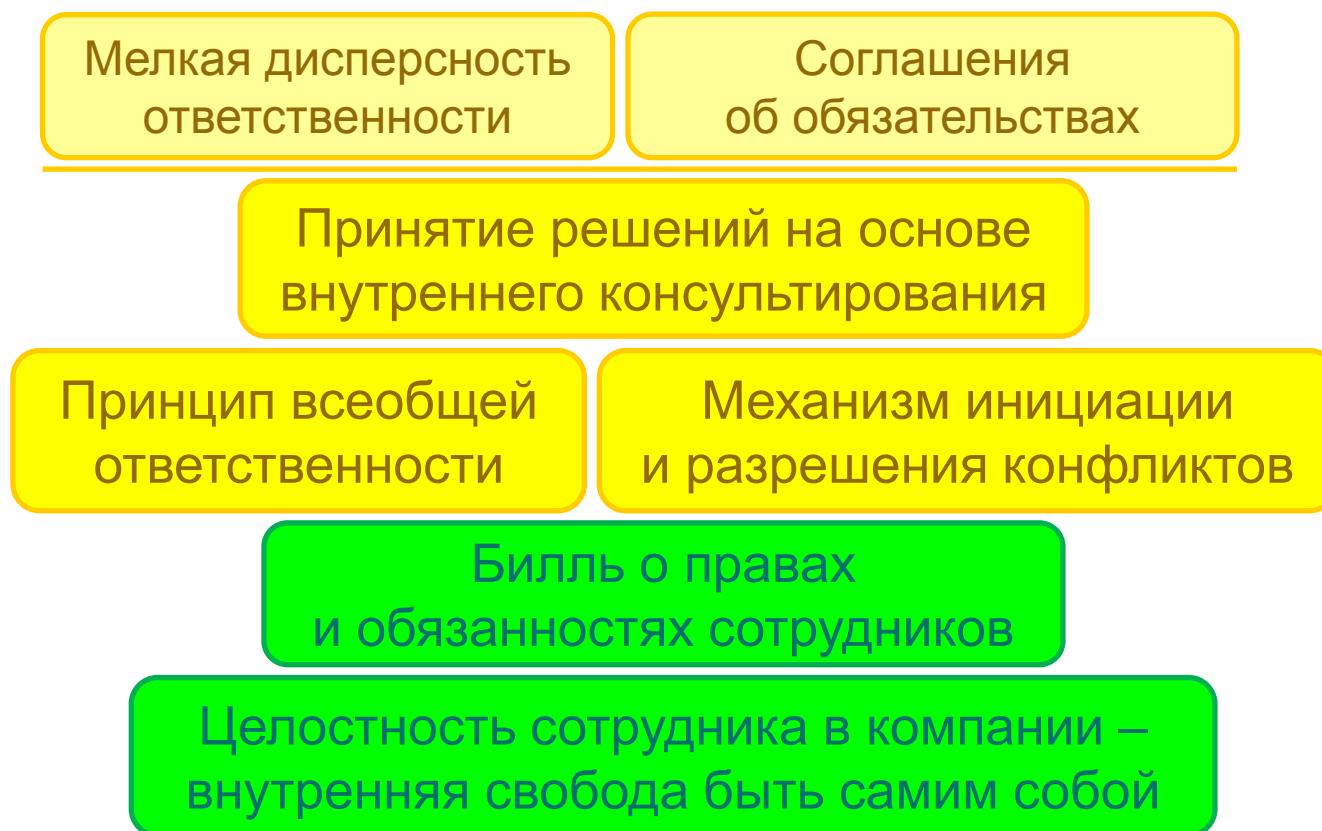 Мелкая дисперсность
ответственности
Соглашения
об обязательствах
Принятие решений на основе
внутреннего консультирования
Принцип всеобщей
ответственности
Механизм инициации
и разрешения конфликтов
Билль о правах
и обязанностях сотрудников
Целостность сотрудника в компании –
внутренняя свобода быть самим собой